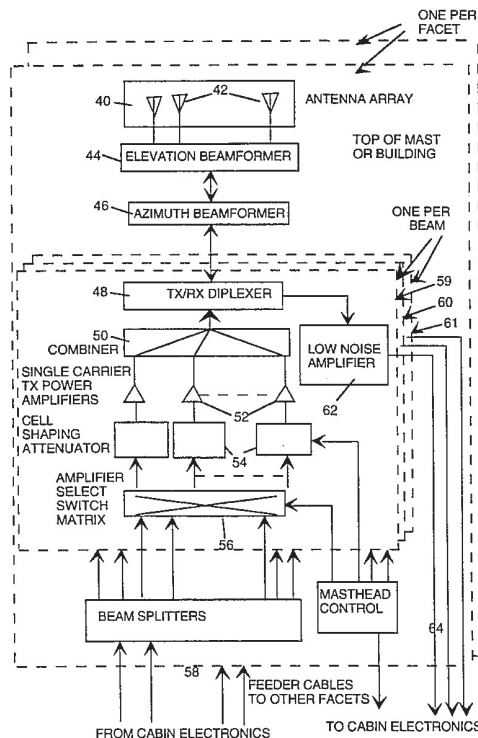 ONE PER
FACET
40
42
ANTENNA ARRAY
44
ELEVATION BEAMFORMER
TOP OF MAST
OR BUILDING
46
AZIMUTH BEAMFORMER
ONE PER
BEAM
48
TX/RX DIPLEXER
59
60
61
50
COMBINER
SINGLE CARRIER
TX POWER
AMPLIFIERS
52
LOW NOISE
AMPLIFIER
62
CELL
SHAPING
ATTENUATOR
54
AMPLIFIER
SELECT
SWITCH
MATRIX
56
BEAM SPLITTERS
MASTHEAD
CONTROL
64
58
FEEDER CABLES
TO OTHER FACETS
FROM CABIN ELECTRONICS
TO CABIN ELECTRONICS